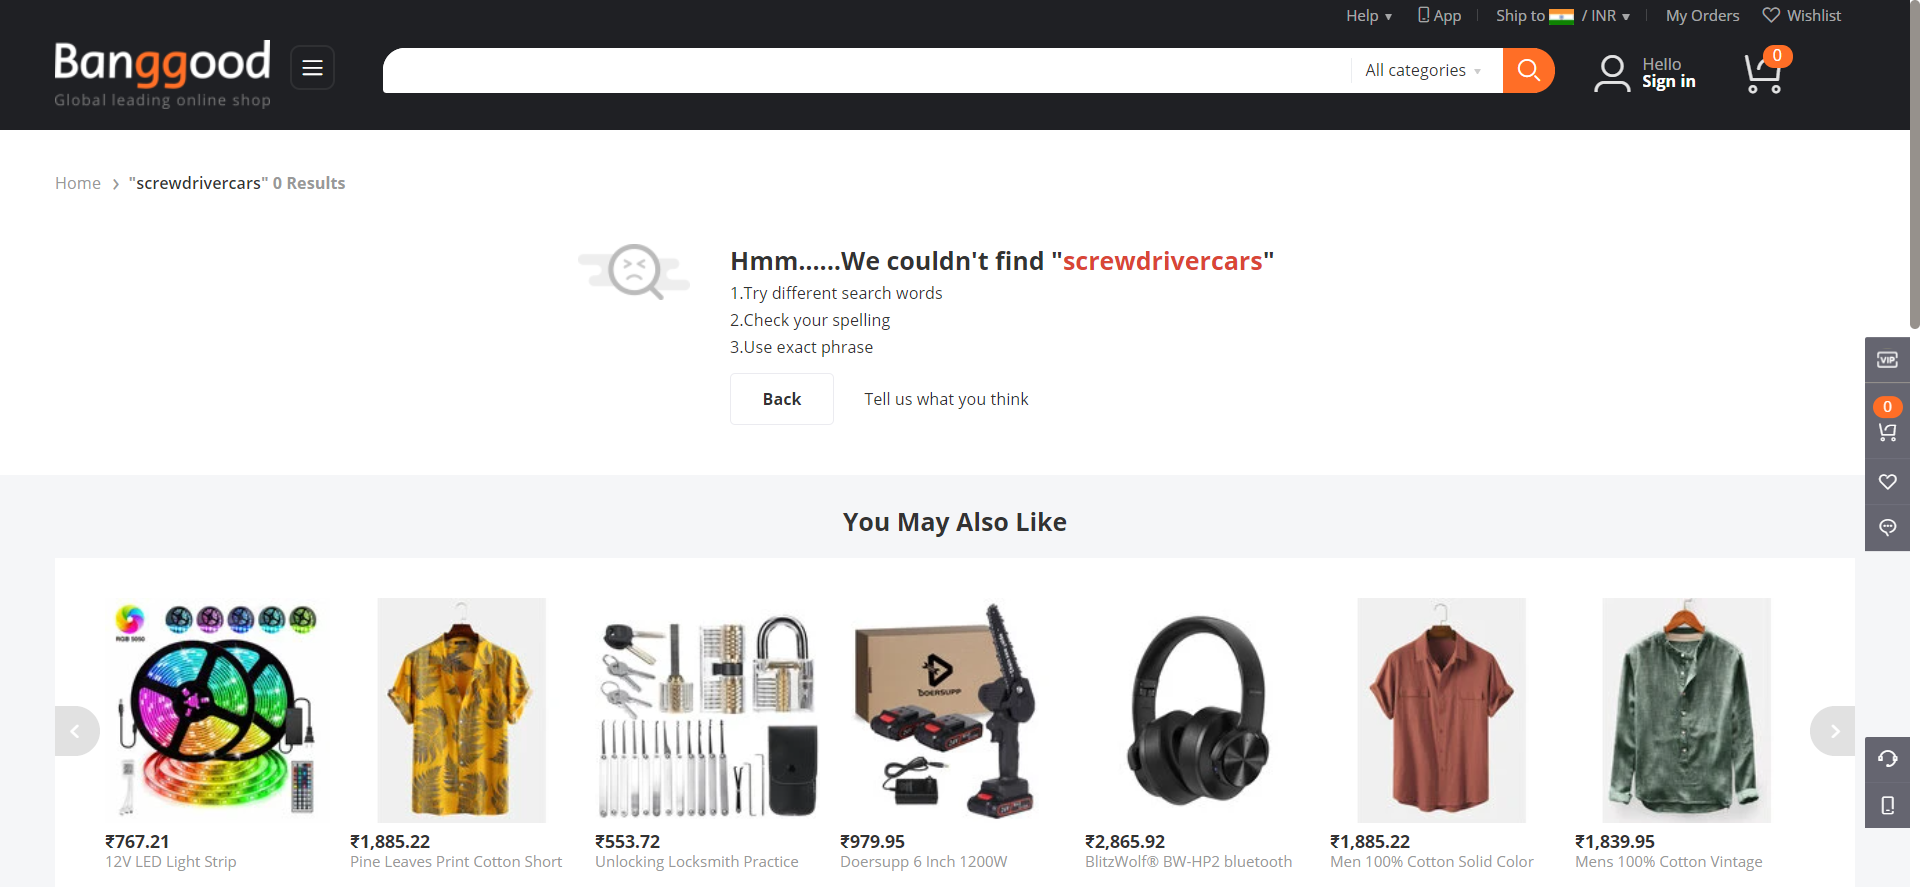 Help
App
Ship to / INR
My Orders
Wishlist
Banggood
Global leading online shop
All categories
Hello
Sign in
0
Home
"screwdrivercars" 0 Results
Hmm......We couldn't find "screwdrivercars"
1.Try different search words
2.Check your spelling
3.Use exact phrase
Back
Tell us what you think
VIP
0
You May Also Like
RGB 5050
DOERSUPP
₹767.21
12V LED Light Strip
₹1,885.22
Pine Leaves Print Cotton Short
₹553.72
Unlocking Locksmith Practice
₹979.95
Doersupp 6 Inch 1200W
₹2,865.92
BlitzWolf® BW-HP2 bluetooth
₹1,885.22
Men 100% Cotton Solid Color
₹1,839.95
Mens 100% Cotton Vintage